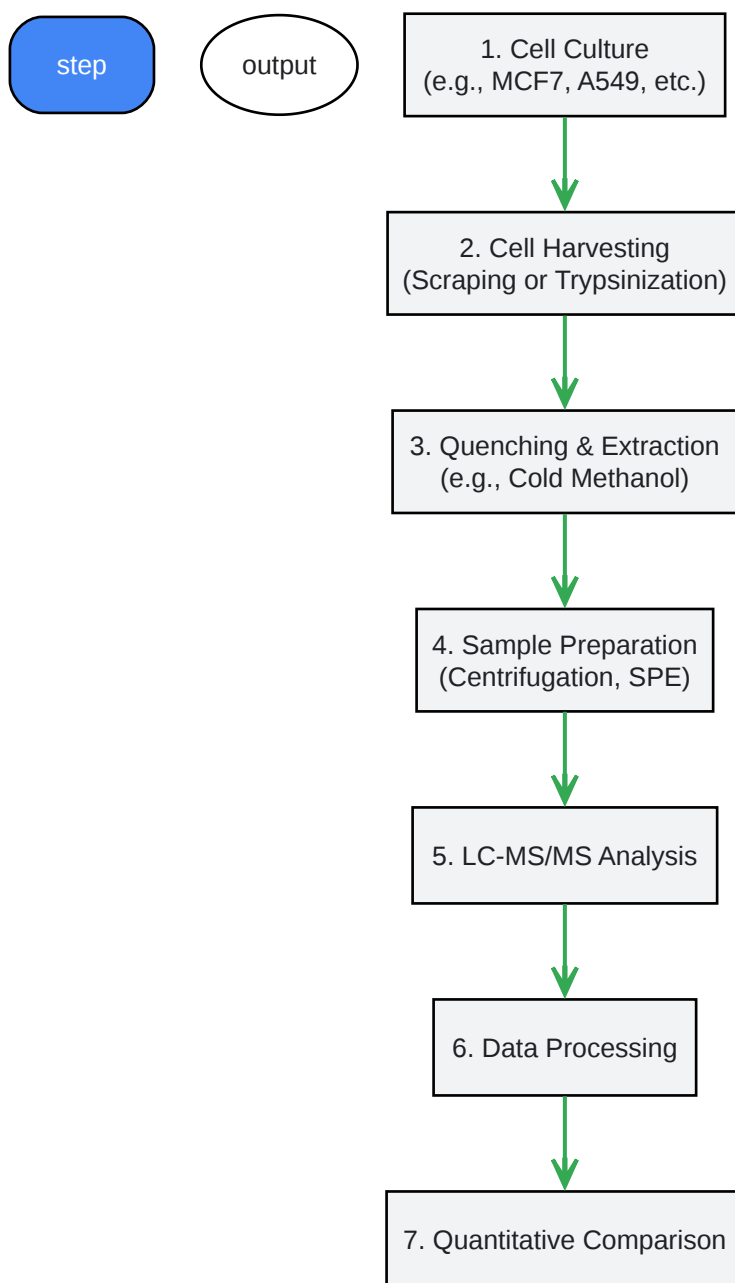 step
output
1. Cell Culture
(e.g., MCF7, A549, etc.)
2. Cell Harvesting
(Scraping or Trypsinization)
3. Quenching & Extraction
(e.g., Cold Methanol)
4. Sample Preparation
(Centrifugation, SPE)
5. LC-MS/MS Analysis
6. Data Processing
7. Quantitative Comparison